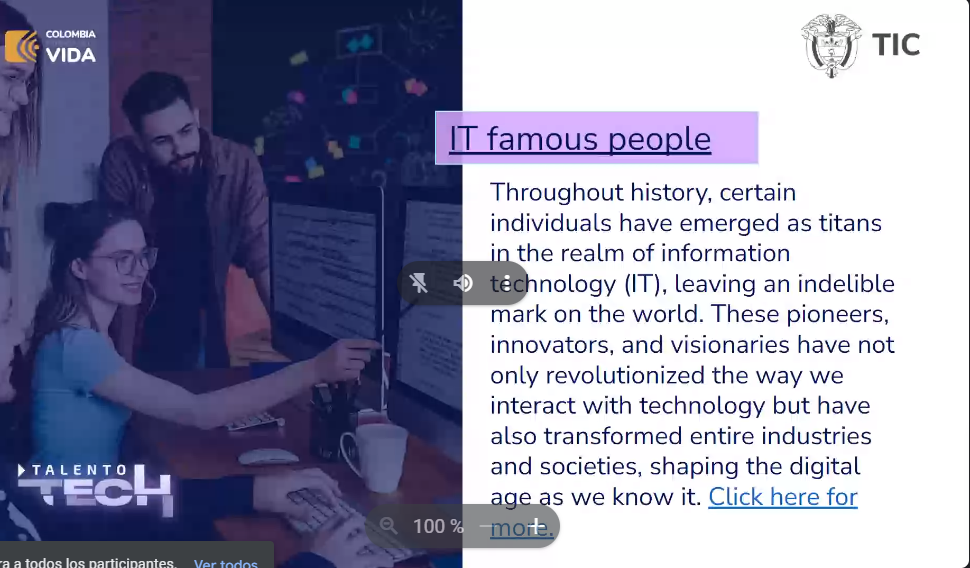 COLOMBIA
VIDA
TIC
IT famous people
Throughout history, certain
individuals have emerged as titans
in the realm of information
technology (IT), leaving an indelible
mark on the world. These pioneers,
innovators, and visionaries have not
only revolutionized the way we
interact with technology but have
also transformed entire industries
and societies, shaping the digital
age as we know it. Click here for
more.
TALENTO
TECH
100 %
a todos los participantes. Ver todos